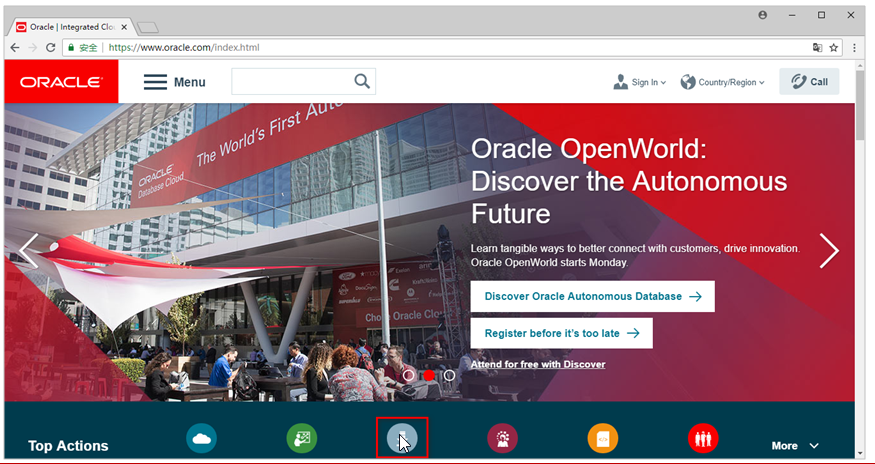 Oracle | Integrated Clou
安全
https://www.oracle.com/index.html
ORACLE
Menu
Sign In
Country/Region
Call
The World's First Auto
ORACLE
Database Cloud
Oracle OpenWorld:
Discover the Autonomous
Future
Learn tangible ways to better connect with customers, drive innovation.
Oracle OpenWorld starts Monday.
Discover Oracle Autonomous Database
Register before it's too late
Attend for free with Discover
Oracle Clou
Top Actions
More